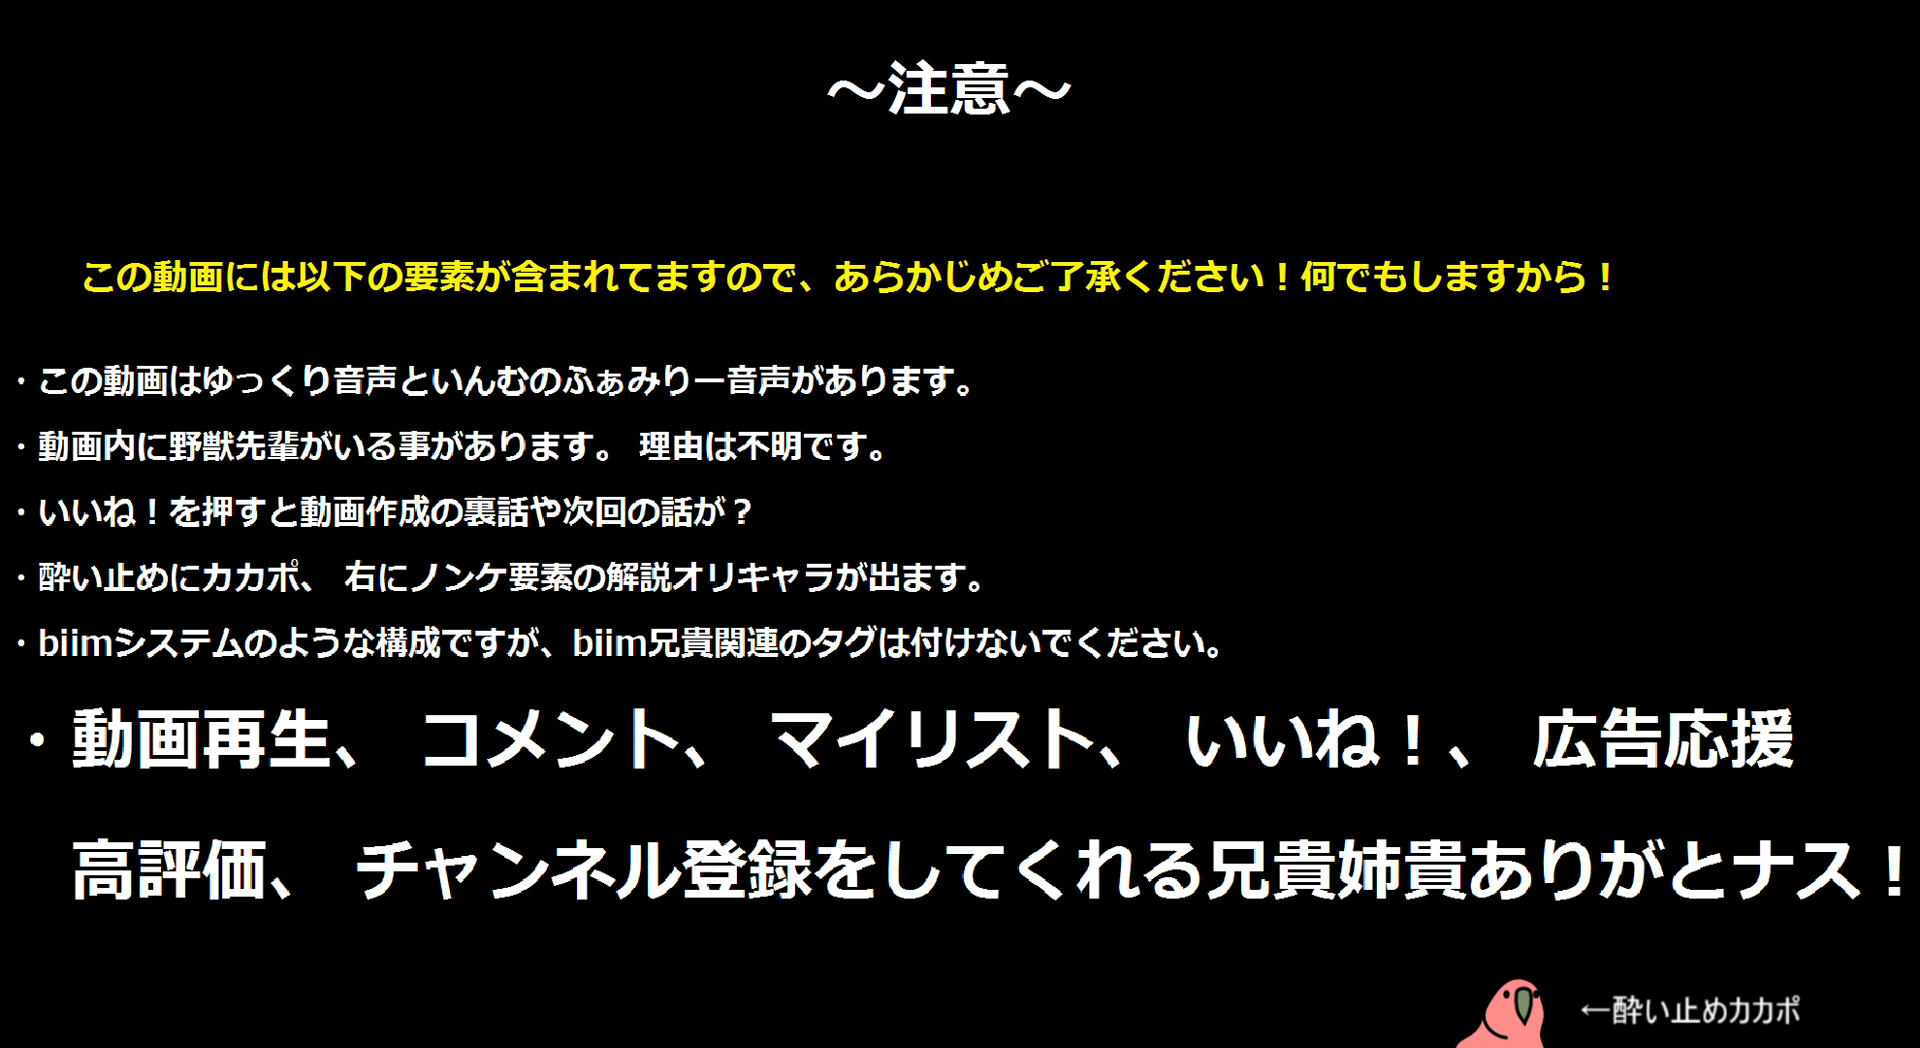 ～注意～
この動画には以下の要素が含まれてますので、あらかじめご了承ください！何でもしますから！
・この動画はゆっくり音声といんむのふぁみりー音声があります。
・動画内に野獣先輩がいる事があります。 理由は不明です。
・いいね！を押すと動画作成の裏話や次回の話が？
・酔い止めにカカポ、 右にノンケ要素の解説オリキャラが出ます。
・biimシステムのような構成ですが、biim兄貴関連のタグは付けないでください。
・動画再生、 コメント、 マイリスト、 いいね！、 広告応援
高評価、 チャンネル登録をしてくれる兄貴姉貴ありがとナス！
←酔い止めカカポ